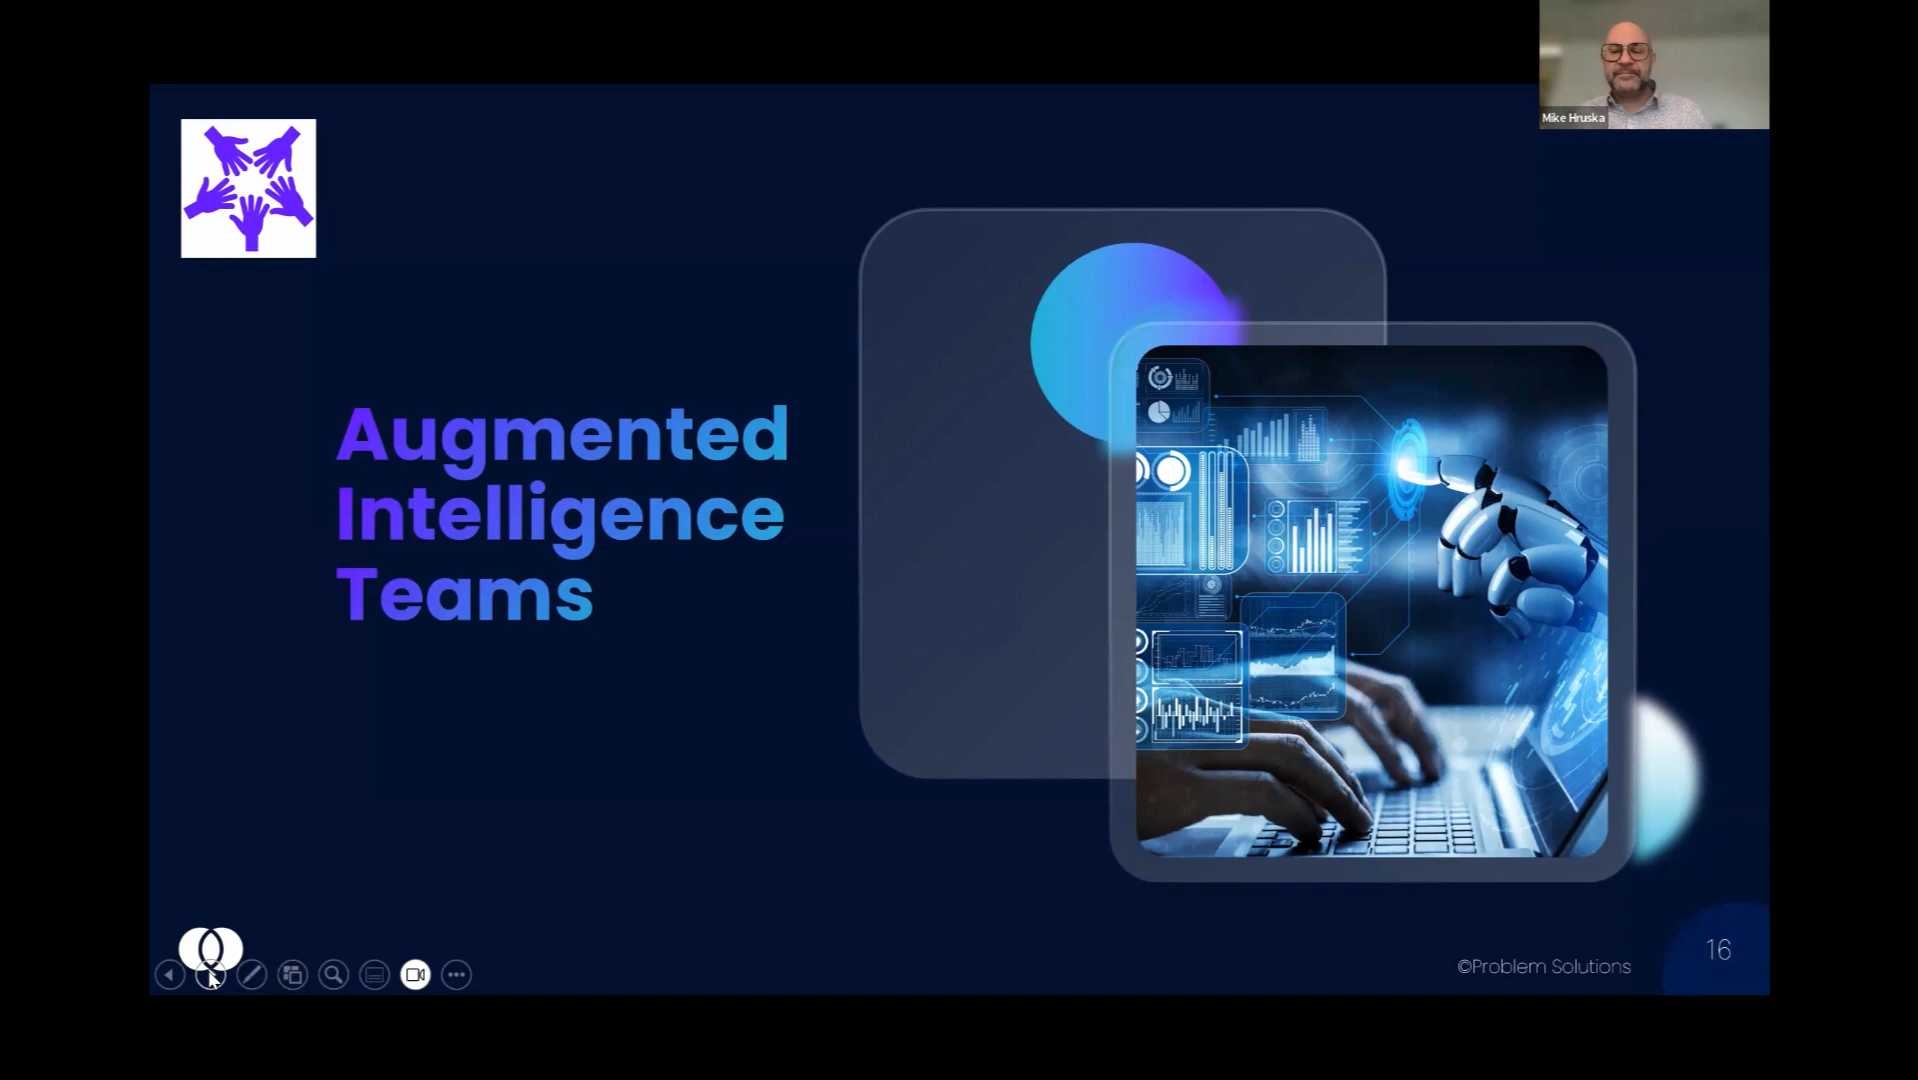 Mike Hruska
Augmented
Intelligence
Teams
©Problem Solutions
16